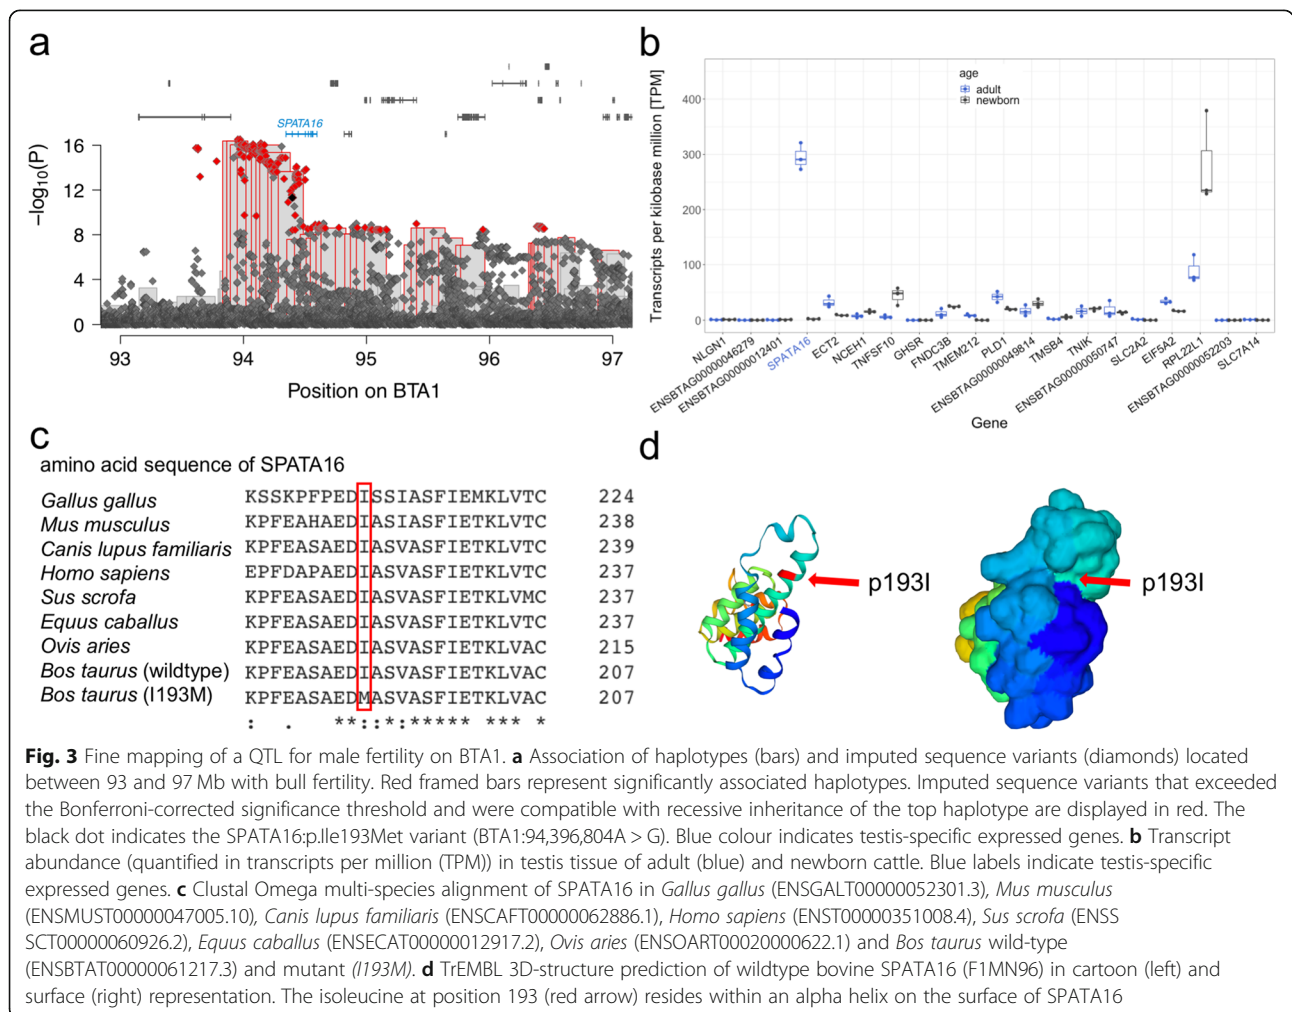 a
SPATA16
16
12
8
4
0
−log10(P)
93 94 95 96 97
Position on BTA1
b
age
adult
newborn
400
300
200
100
0
Transcripts per kilobase million [TPM]
NLGN1
ENSBTAG00000046279
ENSBTAG00000012401
SPATA16
ECT2
NCEH1
TNFSF10
GHSR
FNDC3B
TMEM212
PLD1
ENSBTAG00000049814
TMSB4
TNIK
ENSBTAG00000050747
SLC2A2
EIF5A2
RPL22L1
ENSBTAG00000052203
SLC7A14
Gene
c
amino acid sequence of SPATA16
Gallus gallus KSSKPFPEDISSIASFIEMKLVTC 224
Mus musculus KPFEAHAEDIASIASFIETKLVTC 238
Canis lupus familiaris KPFEASAEDIASVASFIETKLVTC 239
Homo sapiens EPFDAPAEDIASVASFIETKLVTC 237
Sus scrofa KPFEASAEDIASVASFIETKLVMC 237
Equus caballus KPFEASAEDIASVASFIETKLVTC 237
Ovis aries KPFEASAEDIASVASFIETKLVAC 215
Bos taurus (wildtype) KPFEASAEDIASVASFIETKLVAC 207
Bos taurus (I193M) KPFEASAEDMASVASFIETKLVAC 207
: . **::*:***** *** *
d
p193I
p193I
Fig. 3 Fine mapping of a QTL for male fertility on BTA1. a Association of haplotypes (bars) and imputed sequence variants (diamonds) located
between 93 and 97 Mb with bull fertility. Red framed bars represent significantly associated haplotypes. Imputed sequence variants that exceeded
the Bonferroni-corrected significance threshold and were compatible with recessive inheritance of the top haplotype are displayed in red. The
black dot indicates the SPATA16:p.Ile193Met variant (BTA1:94,396,804A > G). Blue colour indicates testis-specific expressed genes. b Transcript
abundance (quantified in transcripts per million (TPM)) in testis tissue of adult (blue) and newborn cattle. Blue labels indicate testis-specific
expressed genes. c Clustal Omega multi-species alignment of SPATA16 in Gallus gallus (ENSGALT00000052301.3), Mus musculus
(ENSMUST00000047005.10), Canis lupus familiaris (ENSCAFT00000062886.1), Homo sapiens (ENST00000351008.4), Sus scrofa (ENSS
SCT00000060926.2), Equus caballus (ENSECAT00000012917.2), Ovis aries (ENSOART00020000622.1) and Bos taurus wild-type
(ENSBTAT00000061217.3) and mutant (I193M). d TrEMBL 3D-structure prediction of wildtype bovine SPATA16 (F1MN96) in cartoon (left) and
surface (right) representation. The isoleucine at position 193 (red arrow) resides within an alpha helix on the surface of SPATA16